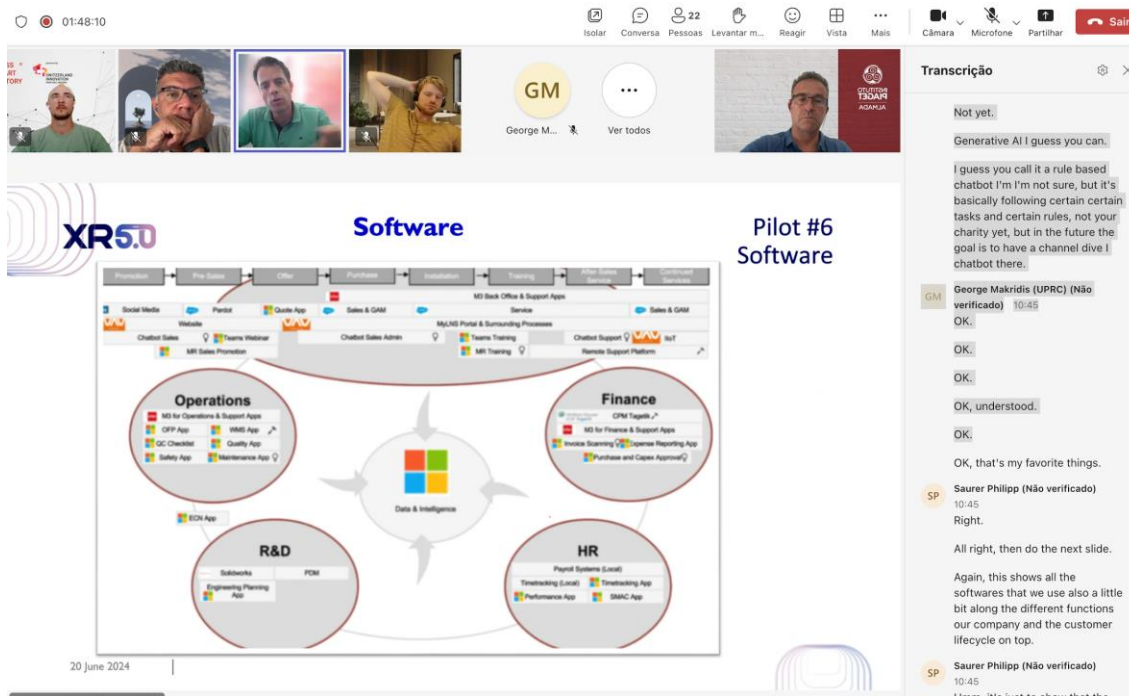 01:48:10
Isolar
Conversa
22
Pessoas
Levantar m...
Reagir
Vista
Mais
Câmara
Microfone
Partilhar
Sair
SWITZERLAND
INNOVATION
INSTITUTO
PIAGET
ALMADA
GM
George M...
...
Ver todos
XR5.0
Software
Pilot #6
Software
Promotion
Pre-Sales
Offer
Purchase
Installation
Training
After Sales
Service
Continued
Services
M3 Back Office & Support Apps
Social Media
Pardot
Quote App
Sales & GAM
Service
Sales & GAM
Website
MyLNS Portal & Surrounding Processes
Chatbot Sales
Teams Webinar
Chatbot Sales Admin
Teams Training
Chatbot Support
IIoT
MR Sales Promotion
MR Training
Remote Support Platform
Operations
M3 for Operations & Support Apps
OFP App
WMS App
QC Checklist
Quality App
Safety App
Maintenance App
Finance
CPM Tagetik
M3 for Finance & Support Apps
Invoice Scanning
Expense Reporting App
Purchase and Capex Approval
Data & Intelligence
ECN App
R&D
Solidworks
PDM
Engineering Planning
App
HR
Payroll Systems (Local)
Timetracking (Local)
Timetracking App
Performance App
SMAC App
20 June 2024
Transcrição
Not yet.
Generative AI I guess you can.
I guess you call it a rule based
chatbot I'm I'm not sure, but it's
basically following certain certain
tasks and certain rules, not your
charity yet, but in the future the
goal is to have a channel dive I
chatbot there.
GM
George Makridis (UPRC) (Não
verificado) 10:45
OK.
OK.
OK.
OK, understood.
OK.
OK, that's my favorite things.
SP
Saurer Philipp (Não verificado)
10:45
Right.
All right, then do the next slide.
Again, this shows all the
softwares that we use also a little
bit along the different functions
our company and the customer
lifecycle on top.
SP
Saurer Philipp (Não verificado)
10:45